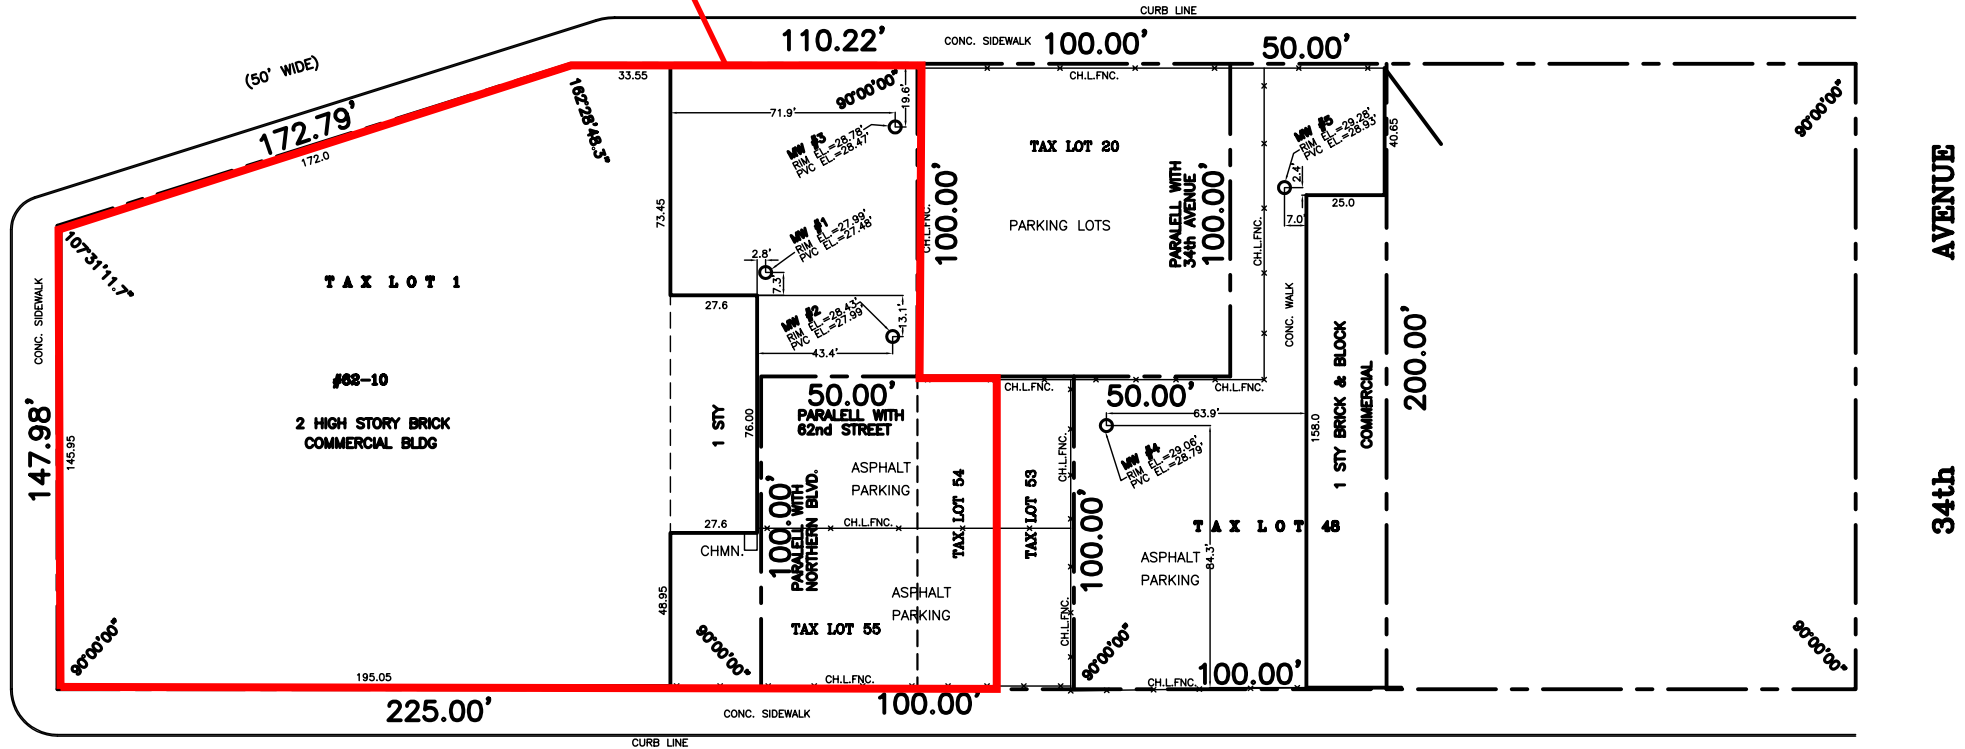 CURB LINE
110.22'
CONC. SIDEWALK
100.00'
50.00'
(50' WIDE)
172.79'
172.0
33.55
162°28'48.3"
90°00'00"
19.6'
71.9'
MW #3
RIM EL.=28.78'
PVC EL.=28.47'
CH.L.FNC.
TAX LOT 20
PARKING LOTS
100.00'
CH.L.FNC.
PARALELL WITH
34th AVENUE
100.00'
CH.L.FNC.
MW #5
RIM EL.=29.28'
PVC EL.=28.93'
2.4'
7.0'
40.65
25.0
90°00'00"
AVENUE
34th
107°31'11.7"
CONC. SIDEWALK
147.98'
145.95
TAX LOT 1
#62-10
2 HIGH STORY BRICK
COMMERCIAL BLDG
73.45
MW #1
RIM EL.=27.99'
PVC EL.=27.48'
2.8'
7.3'
27.6
MW #2
RIM EL.=28.43'
PVC EL.=27.99'
13.1'
43.4'
1 STY
76.00
50.00'
PARALELL WITH
62nd STREET
ASPHALT
PARKING
100.00'
PARALELL WITH
NORTHERN BLVD.
CH.L.FNC.
TAX LOT 54
TAX LOT 53
CH.L.FNC.
CH.L.FNC.
50.00'
CH.L.FNC.
63.9'
MW #4
RIM EL.=29.06'
PVC EL.=28.79'
CONC. WALK
158.0
1 STY BRICK & BLOCK
COMMERCIAL
200.00'
TAX LOT 48
84.3'
ASPHALT
PARKING
100.00'
CH.L.FNC.
27.6
CHMN.
48.95
ASPHALT
PARKING
TAX LOT 55
90°00'00"
90°00'00"
90°00'00"
90°00'00"
195.05
CH.L.FNC.
CH.L.FNC.
100.00'
225.00'
CONC. SIDEWALK
100.00'
CURB LINE